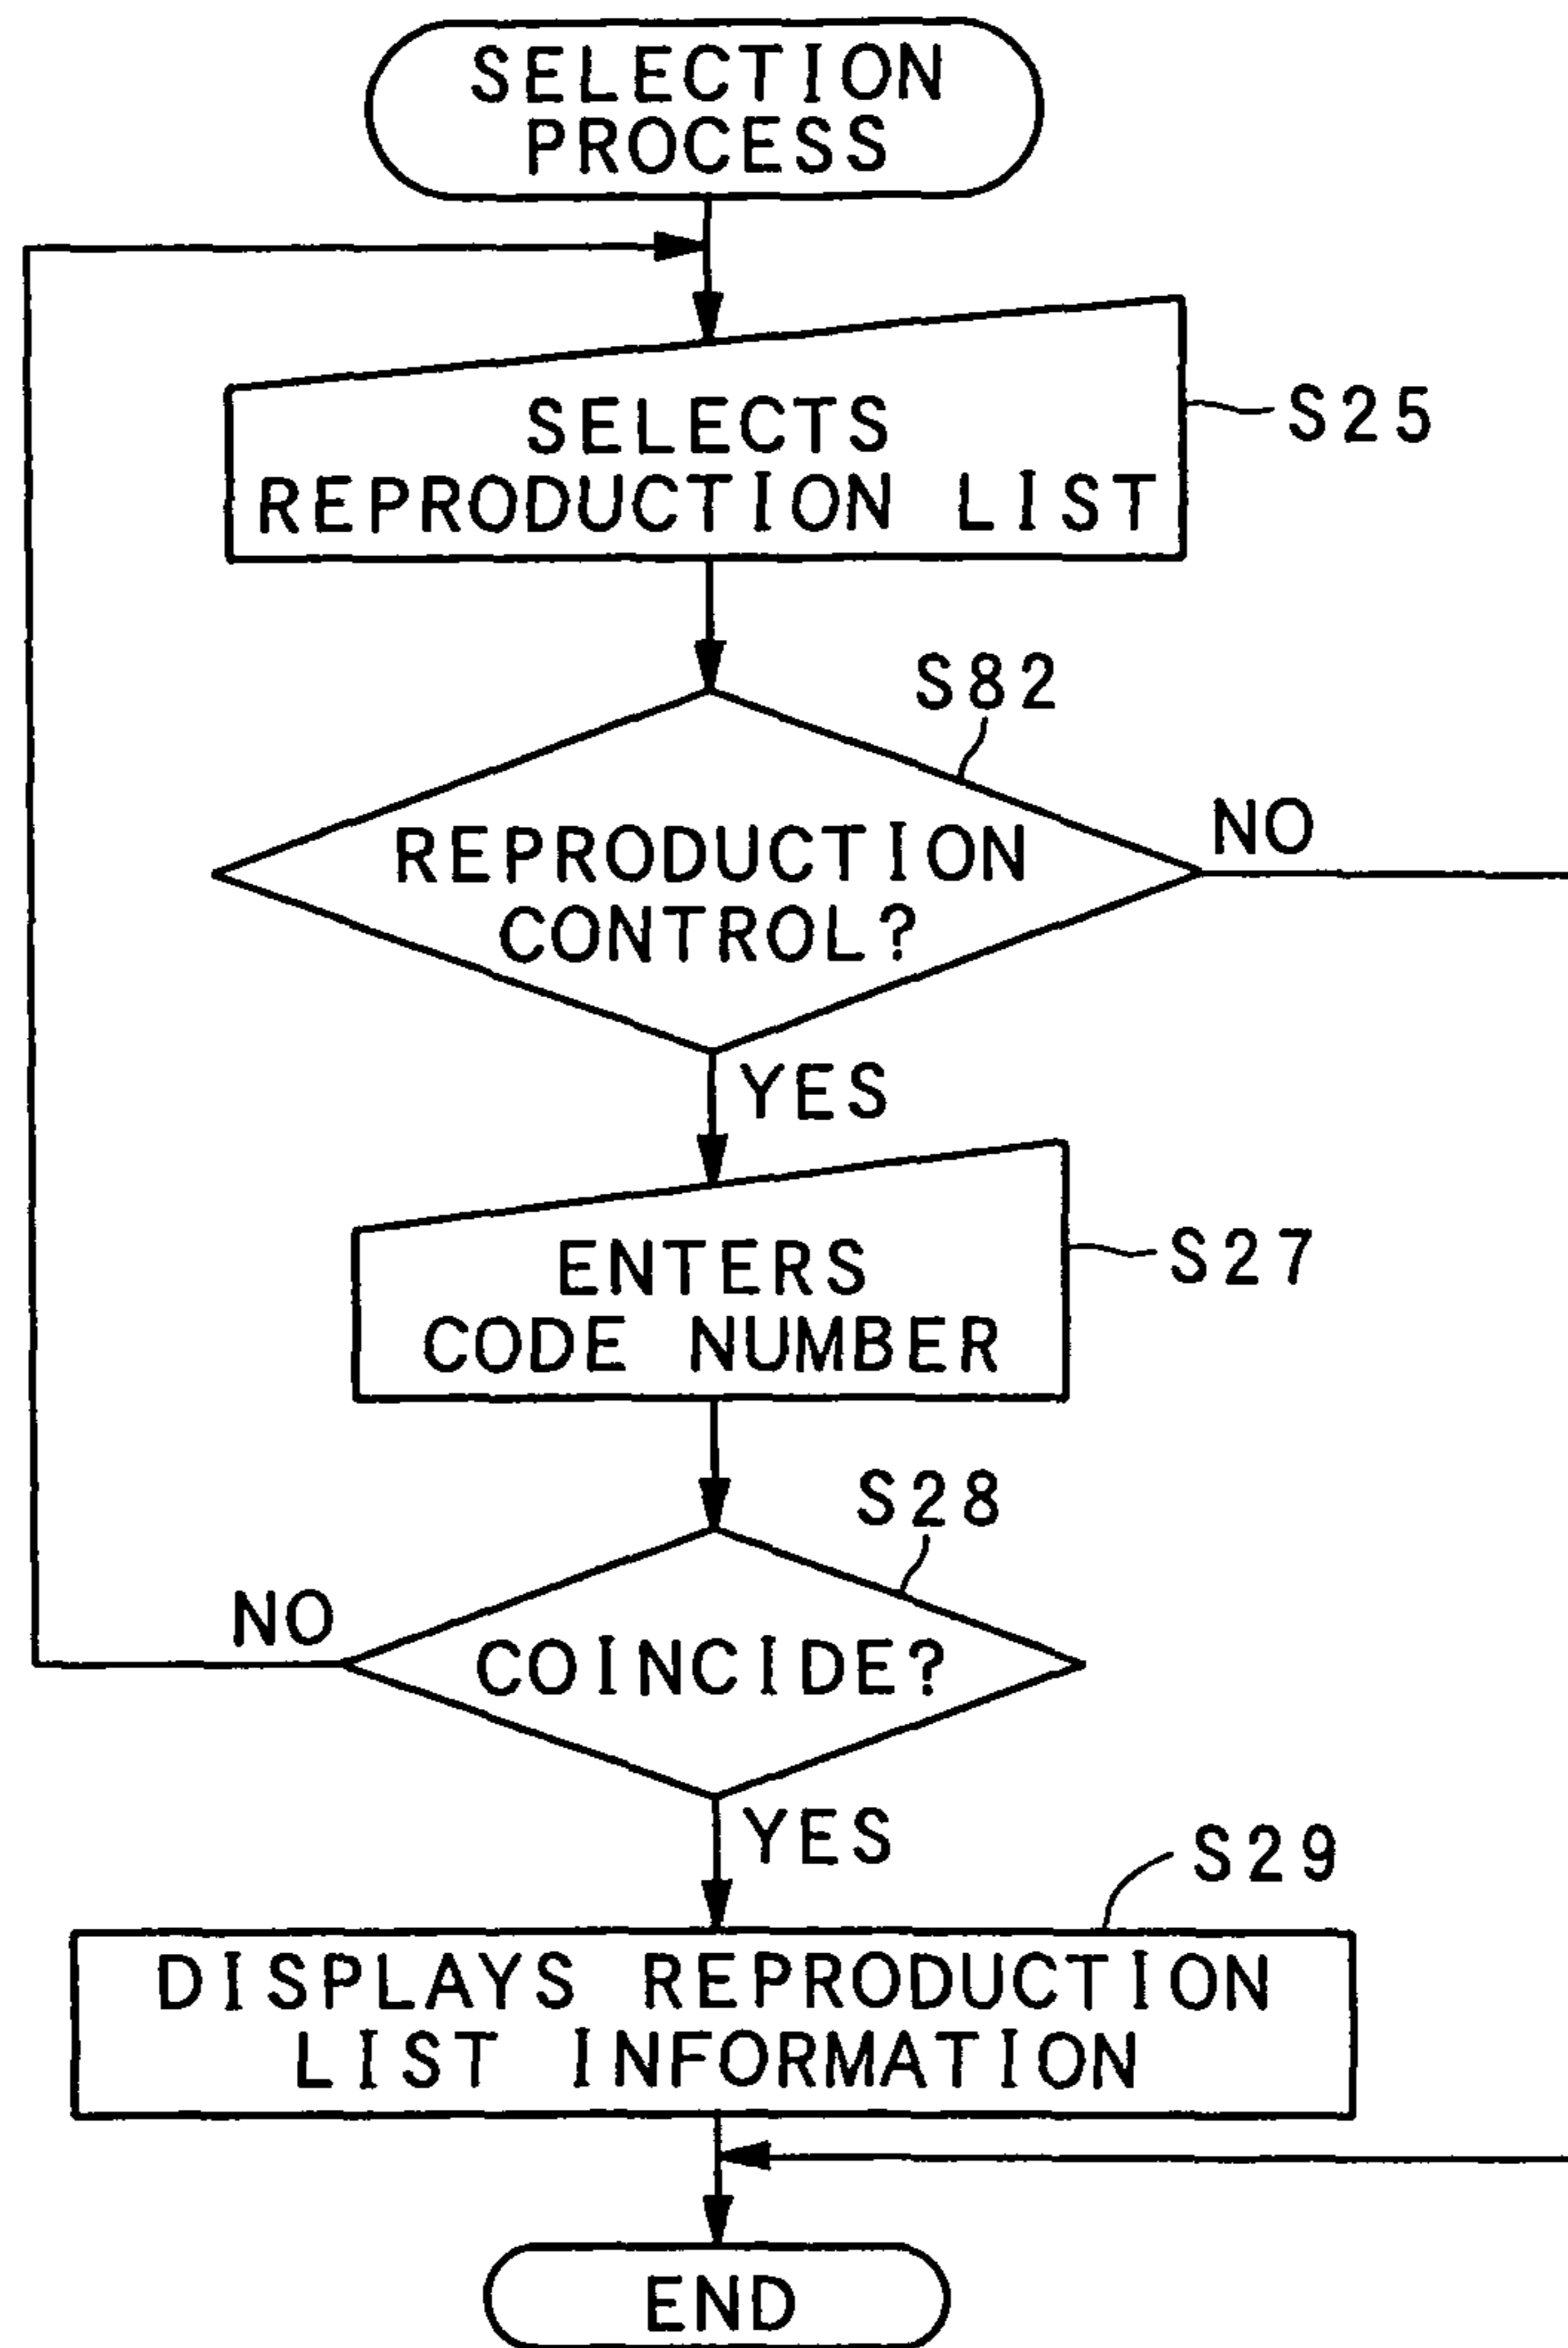 SELECTION
PROCESS
SELECTS
REPRODUCTION LIST
S25
S82
REPRODUCTION
CONTROL?
NO
YES
ENTERS
CODE NUMBER
S27
S28
COINCIDE?
NO
YES
S29
DISPLAYS REPRODUCTION
LIST INFORMATION
END